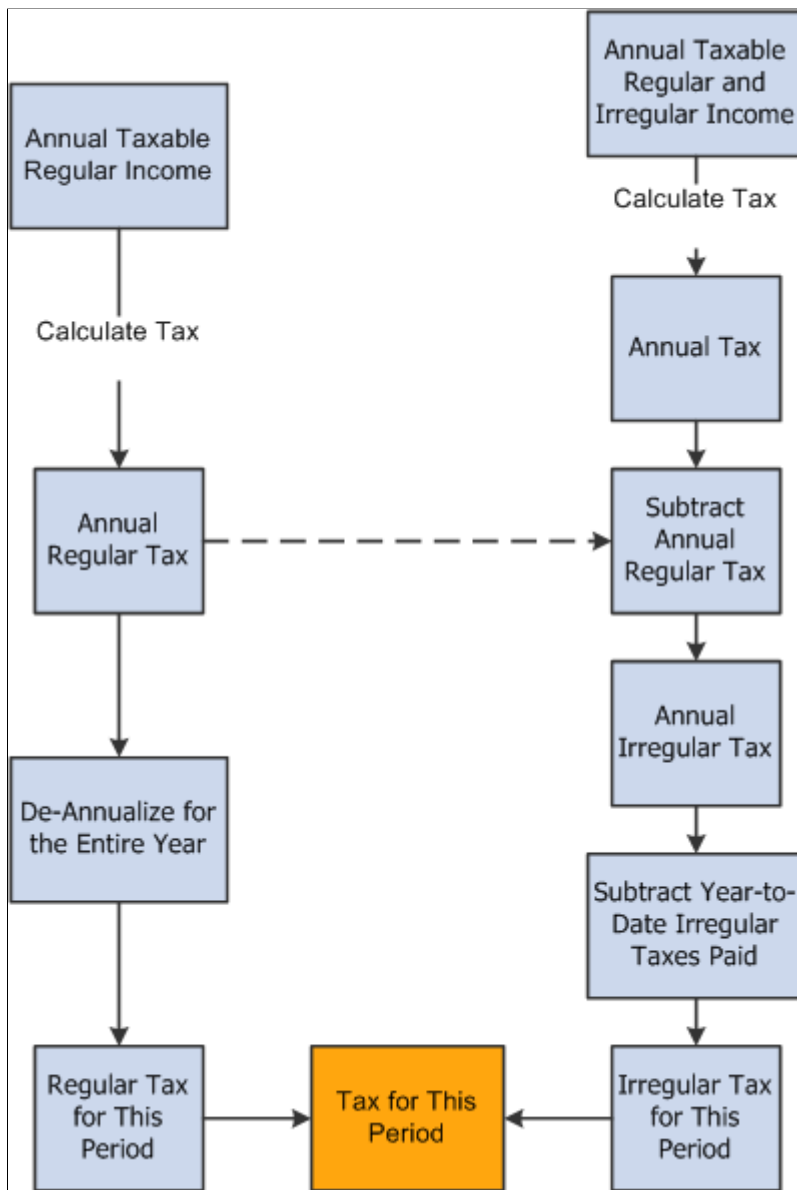 Annual Taxable
Regular Income
Calculate Tax
Annual
Regular Tax
De-Annualize for
the Entire Year
Regular Tax
for This
Period
Annual Taxable
Regular and
Irregular Income
Calculate Tax
Annual Tax
Subtract
Annual
Regular Tax
Annual
Irregular Tax
Subtract Year-to-
Date Irregular
Taxes Paid
Irregular Tax
for This
Period
Tax for This
Period